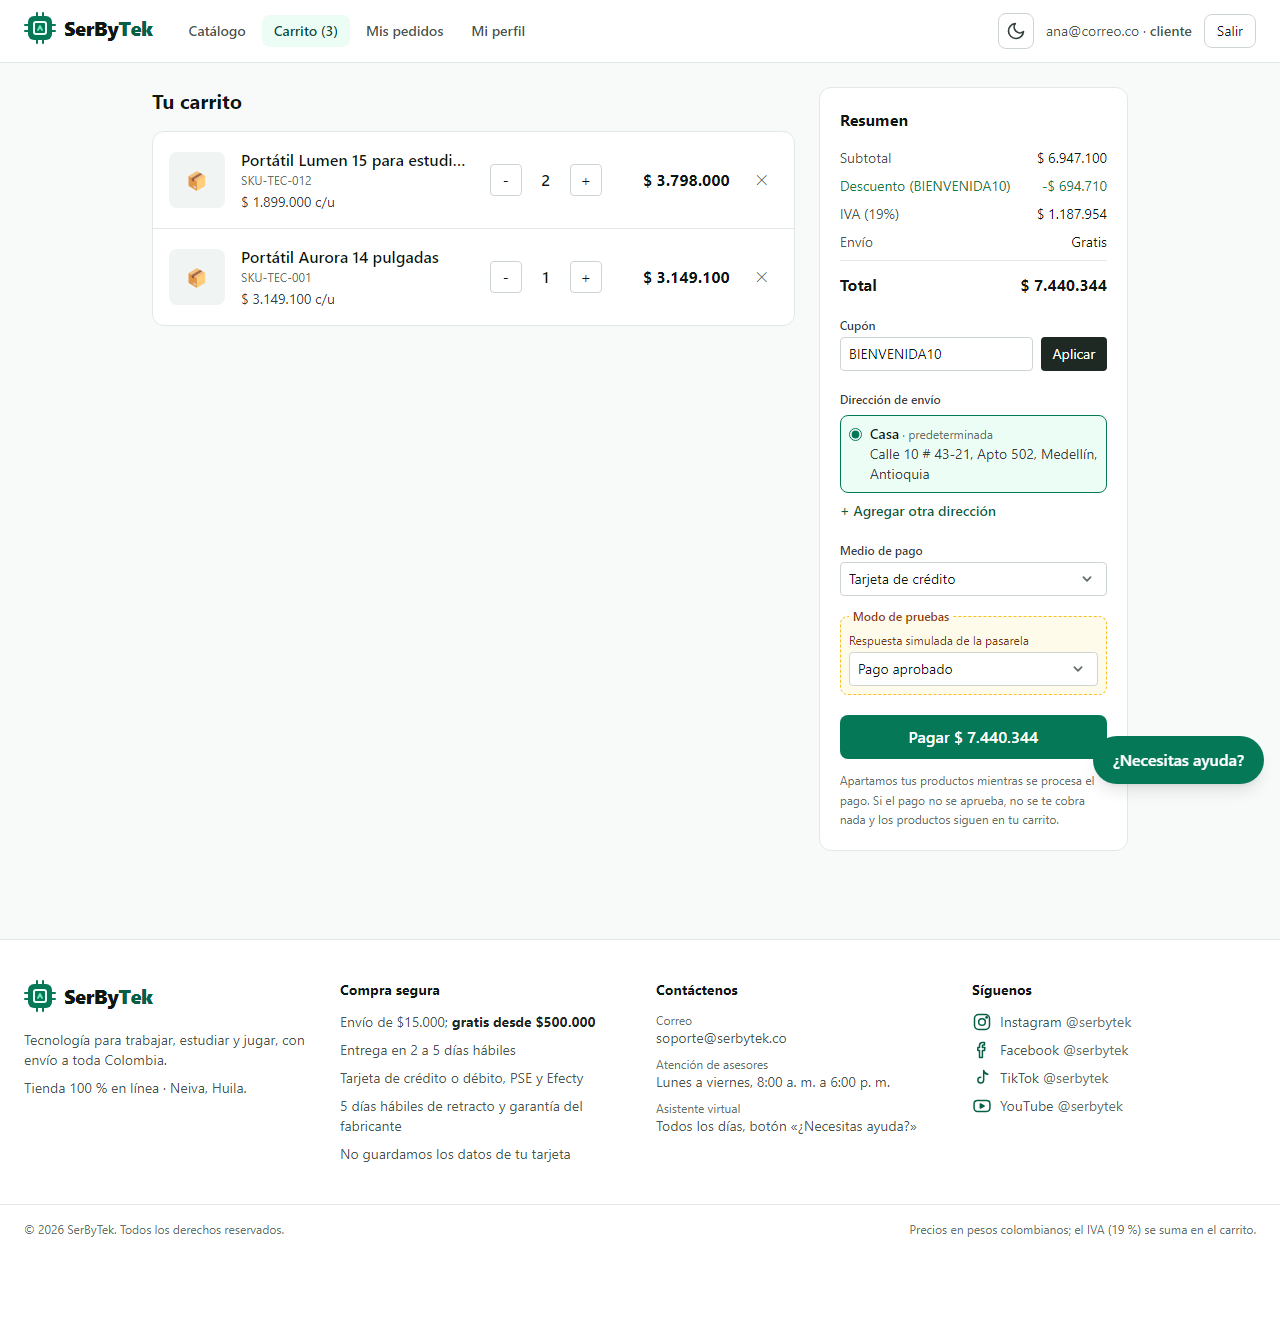 SerByTek
Catálogo
Carrito (3)
Mis pedidos
Mi perfil
ana@correo.co · cliente
Salir
Tu carrito
Portátil Lumen 15 para estudi...
SKU-TEC-012
$ 1.899.000 c/u
- 2 +
$ 3.798.000
Portátil Aurora 14 pulgadas
SKU-TEC-001
$ 3.149.100 c/u
- 1 +
$ 3.149.100
Resumen
Subtotal $ 6.947.100
Descuento (BIENVENIDA10) -$ 694.710
IVA (19%) $ 1.187.954
Envío Gratis
Total $ 7.440.344
Cupón
BIENVENIDA10
Aplicar
Dirección de envío
Casa · predeterminada
Calle 10 # 43-21, Apto 502, Medellín,
Antioquia
+ Agregar otra dirección
Medio de pago
Tarjeta de crédito
Modo de pruebas
Respuesta simulada de la pasarela
Pago aprobado
Pagar $ 7.440.344
¿Necesitas ayuda?
Apartamos tus productos mientras se procesa el
pago. Si el pago no se aprueba, no se te cobra
nada y los productos siguen en tu carrito.
SerByTek
Tecnología para trabajar, estudiar y jugar, con
envío a toda Colombia.
Tienda 100 % en línea · Neiva, Huila.
Compra segura
Envío de $15.000; gratis desde $500.000
Entrega en 2 a 5 días hábiles
Tarjeta de crédito o débito, PSE y Efecty
5 días hábiles de retracto y garantía del
fabricante
No guardamos los datos de tu tarjeta
Contáctenos
Correo
soporte@serbytek.co
Atención de asesores
Lunes a viernes, 8:00 a. m. a 6:00 p. m.
Asistente virtual
Todos los días, botón «¿Necesitas ayuda?»
Síguenos
Instagram @serbytek
Facebook @serbytek
TikTok @serbytek
YouTube @serbytek
© 2026 SerByTek. Todos los derechos reservados.
Precios en pesos colombianos; el IVA (19 %) se suma en el carrito.